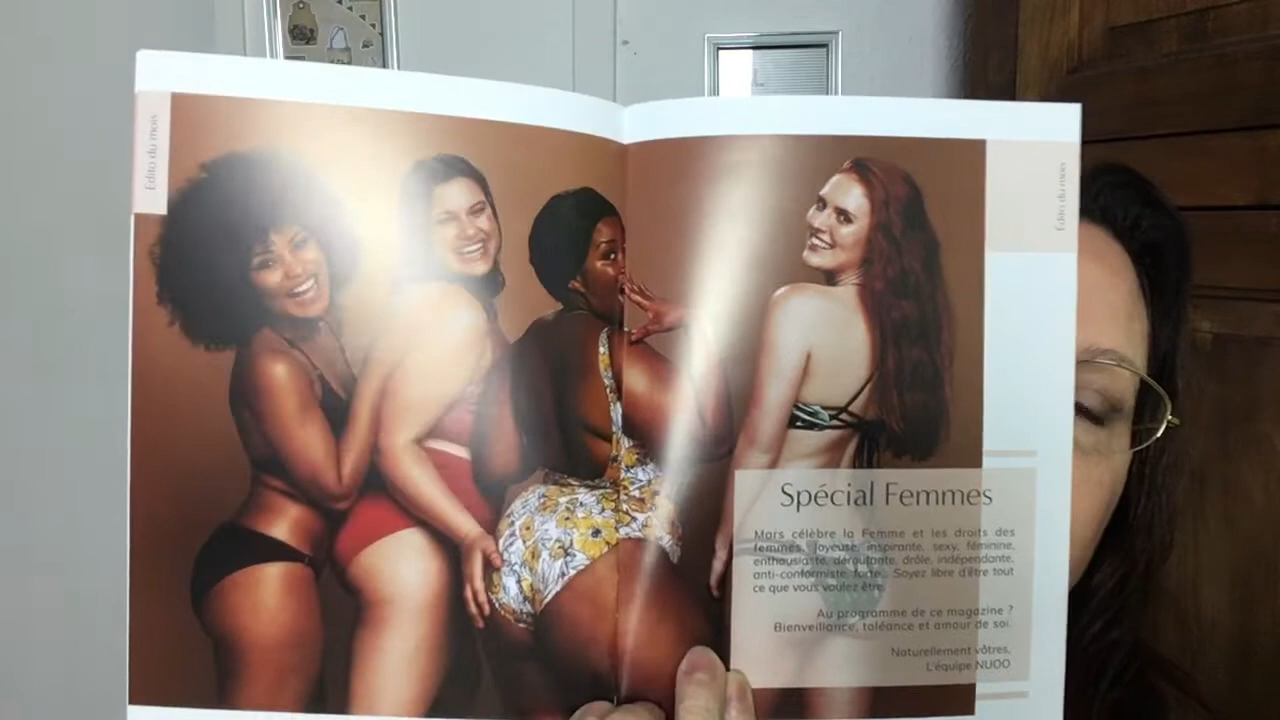 Edito du mois
Edito du mois
Spécial Femmes
Mars célèbre la Femme et les droits des
femmes. Joyeuse, inspirante, sexy, féminine,
enthousiaste, déroutante, drôle, indépendante,
anti-conformiste forte... Soyez libre d'être tout
ce que vous voulez être.
Au programme de ce magazine ?
Bienveillance, toléance et amour de soi.
Naturellement vôtres,
L'équipe NUOO